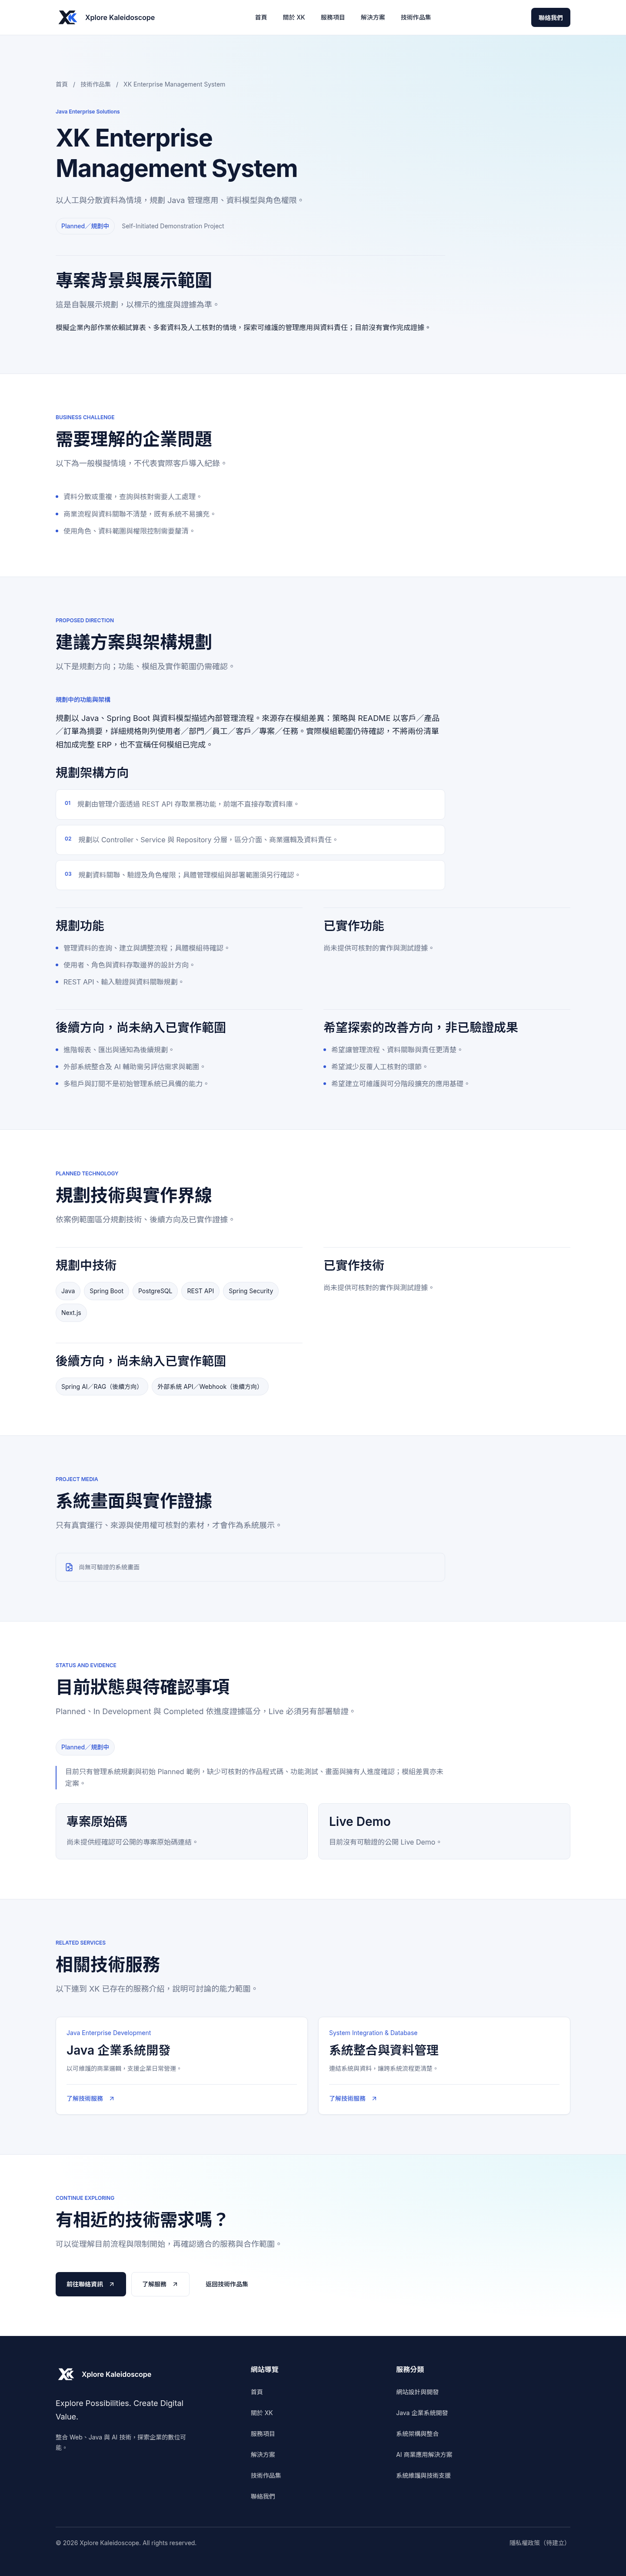 Xplore Kaleidoscope
首頁 關於 XK 服務項目 解決方案 技術作品集
聯絡我們
首頁 / 技術作品集 / XK Enterprise Management System
Java Enterprise Solutions
XK Enterprise
Management System
以人工與分散資料為情境，規劃 Java 管理應用、資料模型與角色權限。
Planned／規劃中 Self-Initiated Demonstration Project
專案背景與展示範圍
這是自製展示規劃，以標示的進度與證據為準。
模擬企業內部作業依賴試算表、多套資料及人工核對的情境，探索可維護的管理應用與資料責任；目前沒有實作完成證據。
BUSINESS CHALLENGE
需要理解的企業問題
以下為一般模擬情境，不代表實際客戶導入紀錄。
資料分散或重複，查詢與核對需要人工處理。
商業流程與資料關聯不清楚，既有系統不易擴充。
使用角色、資料範圍與權限控制需要釐清。
PROPOSED DIRECTION
建議方案與架構規劃
以下是規劃方向；功能、模組及實作範圍仍需確認。
規劃中的功能與架構
規劃以 Java、Spring Boot 與資料模型描述內部管理流程。來源存在模組差異：策略與 README 以客戶／產品
／訂單為摘要，詳細規格則列使用者／部門／員工／客戶／專案／任務。實際模組範圍仍待確認，不將兩份清單
相加成完整 ERP，也不宣稱任何模組已完成。
規劃架構方向
01 規劃由管理介面透過 REST API 存取業務功能，前端不直接存取資料庫。
02 規劃以 Controller、Service 與 Repository 分層，區分介面、商業邏輯及資料責任。
03 規劃資料關聯、驗證及角色權限；具體管理模組與部署範圍須另行確認。
規劃功能
管理資料的查詢、建立與調整流程；具體模組待確認。
使用者、角色與資料存取邊界的設計方向。
REST API、輸入驗證與資料關聯規劃。
已實作功能
尚未提供可核對的實作與測試證據。
後續方向，尚未納入已實作範圍
進階報表、匯出與通知為後續規劃。
外部系統整合及 AI 輔助需另評估需求與範圍。
多租戶與訂閱不是初始管理系統已具備的能力。
希望探索的改善方向，非已驗證成果
希望讓管理流程、資料關聯與責任更清楚。
希望減少反覆人工核對的環節。
希望建立可維護與可分階段擴充的應用基礎。
PLANNED TECHNOLOGY
規劃技術與實作界線
依案例範圍區分規劃技術、後續方向及已實作證據。
規劃中技術
Java Spring Boot PostgreSQL REST API Spring Security
Next.js
已實作技術
尚未提供可核對的實作與測試證據。
後續方向，尚未納入已實作範圍
Spring AI／RAG（後續方向） 外部系統 API／Webhook（後續方向）
PROJECT MEDIA
系統畫面與實作證據
只有真實運行、來源與使用權可核對的素材，才會作為系統展示。
尚無可驗證的系統畫面
STATUS AND EVIDENCE
目前狀態與待確認事項
Planned、In Development 與 Completed 依進度證據區分，Live 必須另有部署驗證。
Planned／規劃中
目前只有管理系統規劃與初始 Planned 範例，缺少可核對的作品程式碼、功能測試、畫面與擁有人進度確認；模組差異亦未
定案。
專案原始碼
尚未提供經確認可公開的專案原始碼連結。
Live Demo
目前沒有可驗證的公開 Live Demo。
RELATED SERVICES
相關技術服務
以下連到 XK 已存在的服務介紹，說明可討論的能力範圍。
Java Enterprise Development
Java 企業系統開發
以可維護的商業邏輯，支援企業日常營運。
了解技術服務
System Integration & Database
系統整合與資料管理
連結系統與資料，讓跨系統流程更清楚。
了解技術服務
CONTINUE EXPLORING
有相近的技術需求嗎？
可以從理解目前流程與限制開始，再確認適合的服務與合作範圍。
前往聯絡資訊 了解服務 返回技術作品集
Xplore Kaleidoscope
Explore Possibilities. Create Digital
Value.
整合 Web、Java 與 AI 技術，探索企業的數位可
能。
網站導覽
首頁
關於 XK
服務項目
解決方案
技術作品集
聯絡我們
服務分類
網站設計與開發
Java 企業系統開發
系統架構與整合
AI 商業應用解決方案
系統維護與技術支援
© 2026 Xplore Kaleidoscope. All rights reserved.
隱私權政策（待建立）